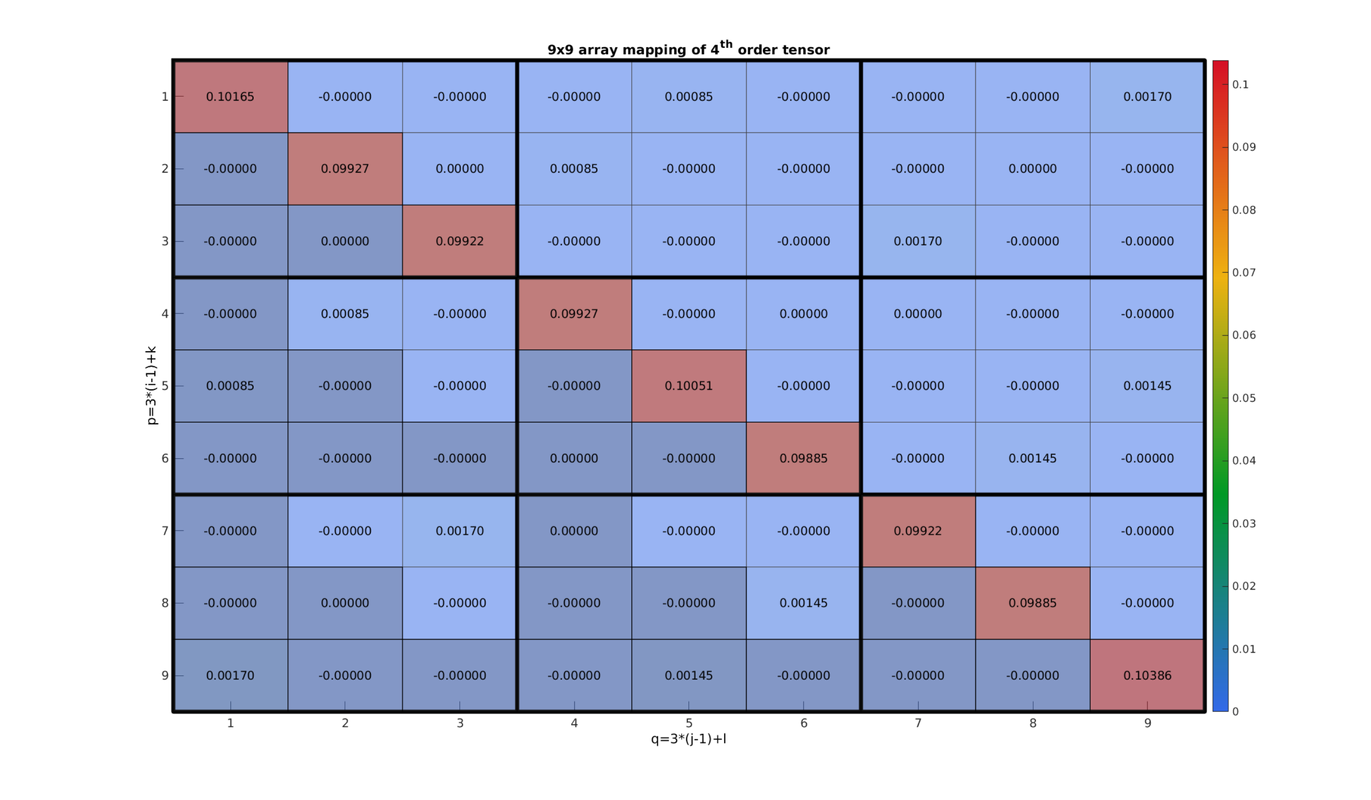 9x9 array mapping of 4th order tensor
1 0.10165 -0.00000 -0.00000 -0.00000 0.00085 -0.00000 -0.00000 -0.00000 0.00170
2 -0.00000 0.09927 0.00000 0.00085 -0.00000 -0.00000 -0.00000 0.00000 -0.00000
3 -0.00000 0.00000 0.09922 -0.00000 -0.00000 -0.00000 0.00170 -0.00000 -0.00000
4 -0.00000 0.00085 -0.00000 0.09927 -0.00000 0.00000 0.00000 -0.00000 -0.00000
5 0.00085 -0.00000 -0.00000 -0.00000 0.10051 -0.00000 -0.00000 -0.00000 0.00145
6 -0.00000 -0.00000 -0.00000 0.00000 -0.00000 0.09885 -0.00000 0.00145 -0.00000
7 -0.00000 -0.00000 0.00170 0.00000 -0.00000 -0.00000 0.09922 -0.00000 -0.00000
8 -0.00000 0.00000 -0.00000 -0.00000 -0.00000 0.00145 -0.00000 0.09885 -0.00000
9 0.00170 -0.00000 -0.00000 -0.00000 0.00145 -0.00000 -0.00000 -0.00000 0.10386
1 2 3 4 5 6 7 8 9
q=3*(j-1)+l
p=3*(i-1)+k
0.1
0.09
0.08
0.07
0.06
0.05
0.04
0.03
0.02
0.01
0